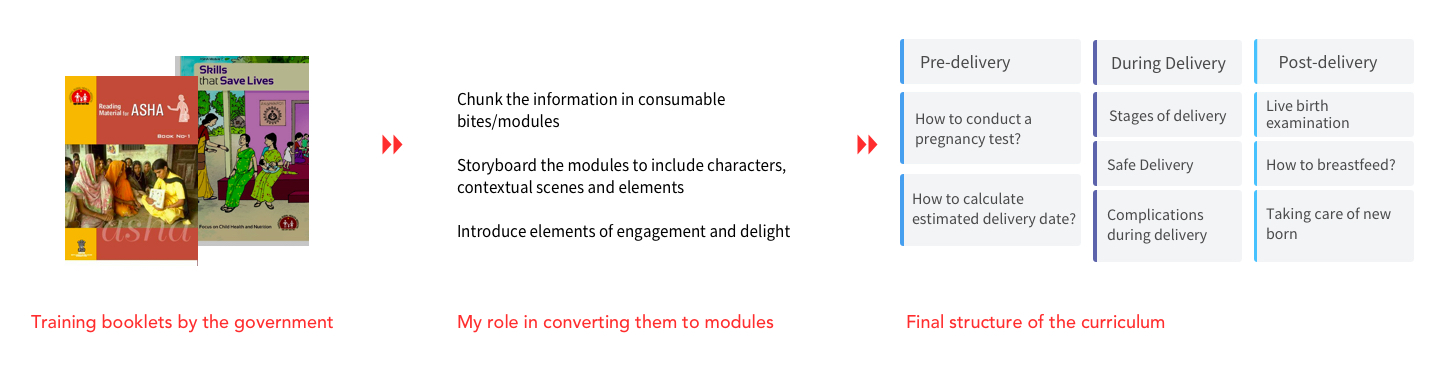 Skills
that Save Lives
Reading
Material for ASHA
Book No-1
asha
Focus on Child Health and Nutrition
Chunk the information in consumable
bites/modules
Storyboard the modules to include characters,
contextual scenes and elements
Introduce elements of engagement and delight
Pre-delivery
How to conduct a
pregnancy test?
How to calculate
estimated delivery date?
During Delivery
Stages of delivery
Safe Delivery
Complications
during delivery
Post-delivery
Live birth
examination
How to breastfeed?
Taking care of new
born
Training booklets by the government
My role in converting them to modules
Final structure of the curriculum